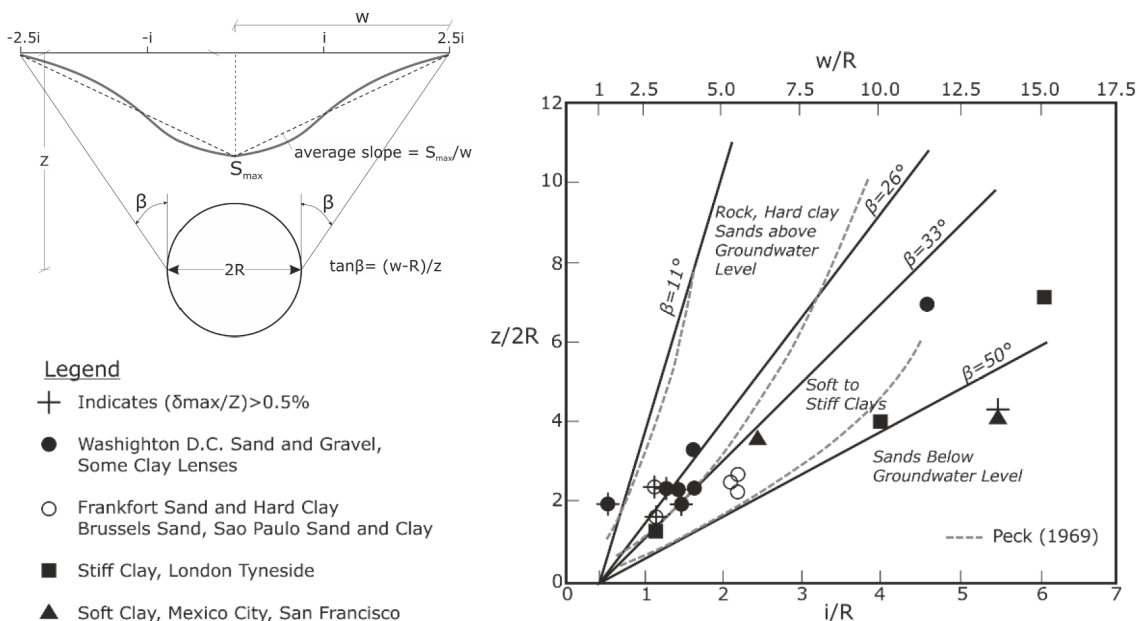 w
-2.5i
-i
i
2.5i
z
average slope = Smax/w
Smax
β
β
2R
tanβ= (w-R)/z
Legend
Indicates (δmax/Z)>0.5%
Washighton D.C. Sand and Gravel,
Some Clay Lenses
Frankfort Sand and Hard Clay
Brussels Sand, Sao Paulo Sand and Clay
Stiff Clay, London Tyneside
Soft Clay, Mexico City, San Francisco
w/R
1
2.5
5.0
7.5
10.0
12.5
15.0
17.5
12
10
8
6
4
2
0
z/2R
β=11°
β=26°
β=33°
β=50°
Rock, Hard clay
Sands above
Groundwater
Level
Soft to
Stiff Clays
Sands Below
Groundwater Level
Peck (1969)
0
1
2
3
4
5
6
7
i/R